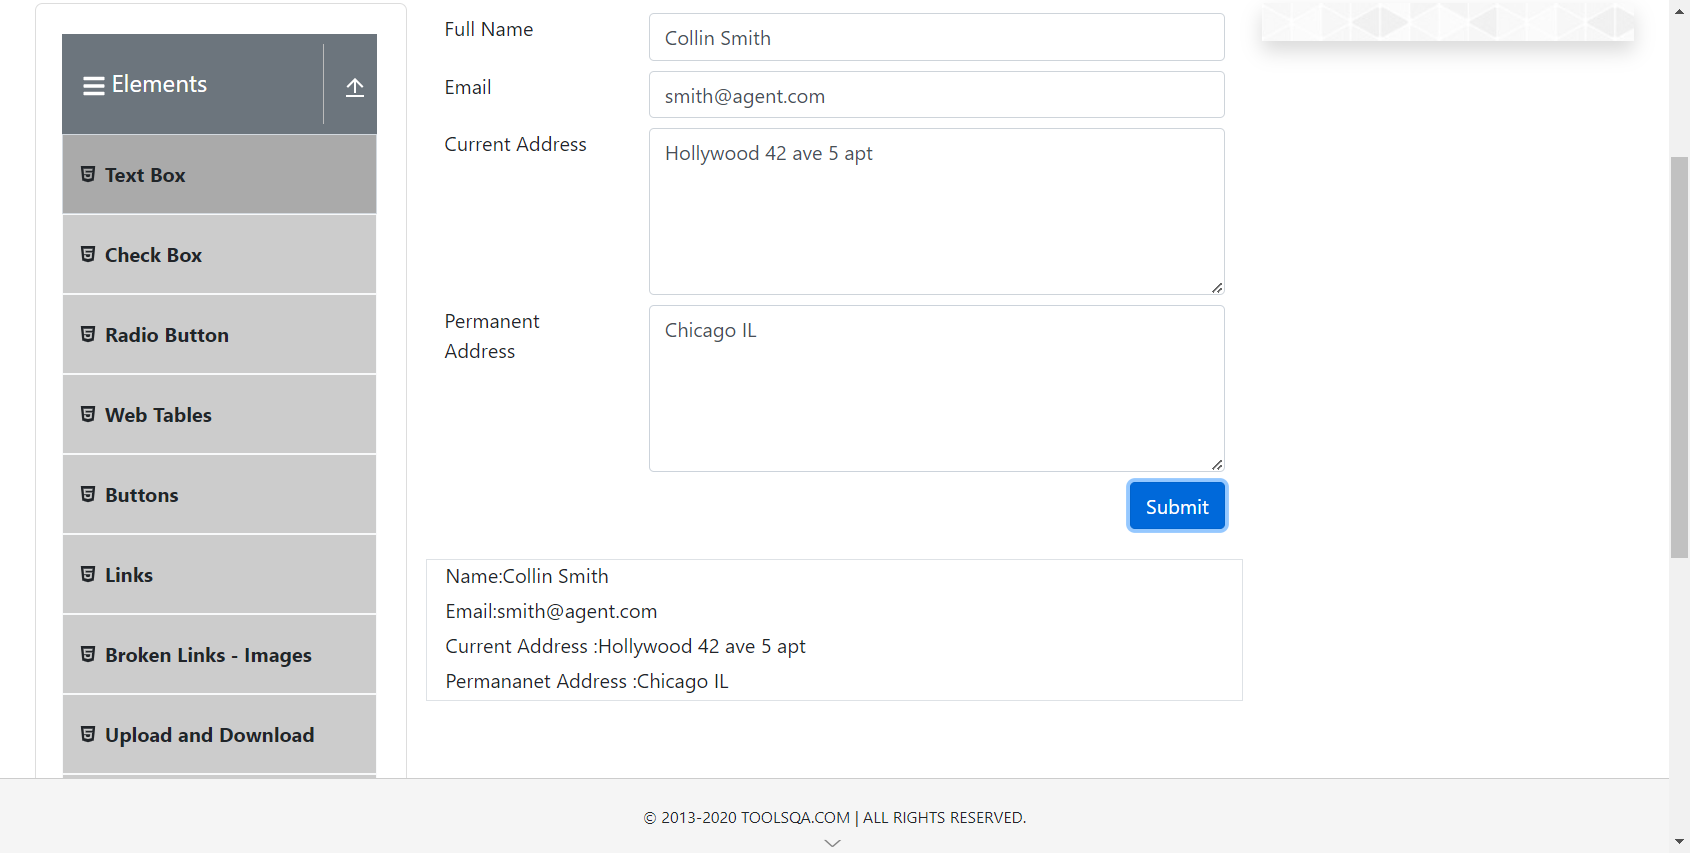 Elements
Text Box
Check Box
Radio Button
Web Tables
Buttons
Links
Broken Links - Images
Upload and Download
Full Name
Collin Smith
Email
smith@agent.com
Current Address
Hollywood 42 ave 5 apt
Permanent
Address
Chicago IL
Submit
Name:Collin Smith
Email:smith@agent.com
Current Address :Hollywood 42 ave 5 apt
Permananet Address :Chicago IL
© 2013-2020 TOOLSQA.COM | ALL RIGHTS RESERVED.